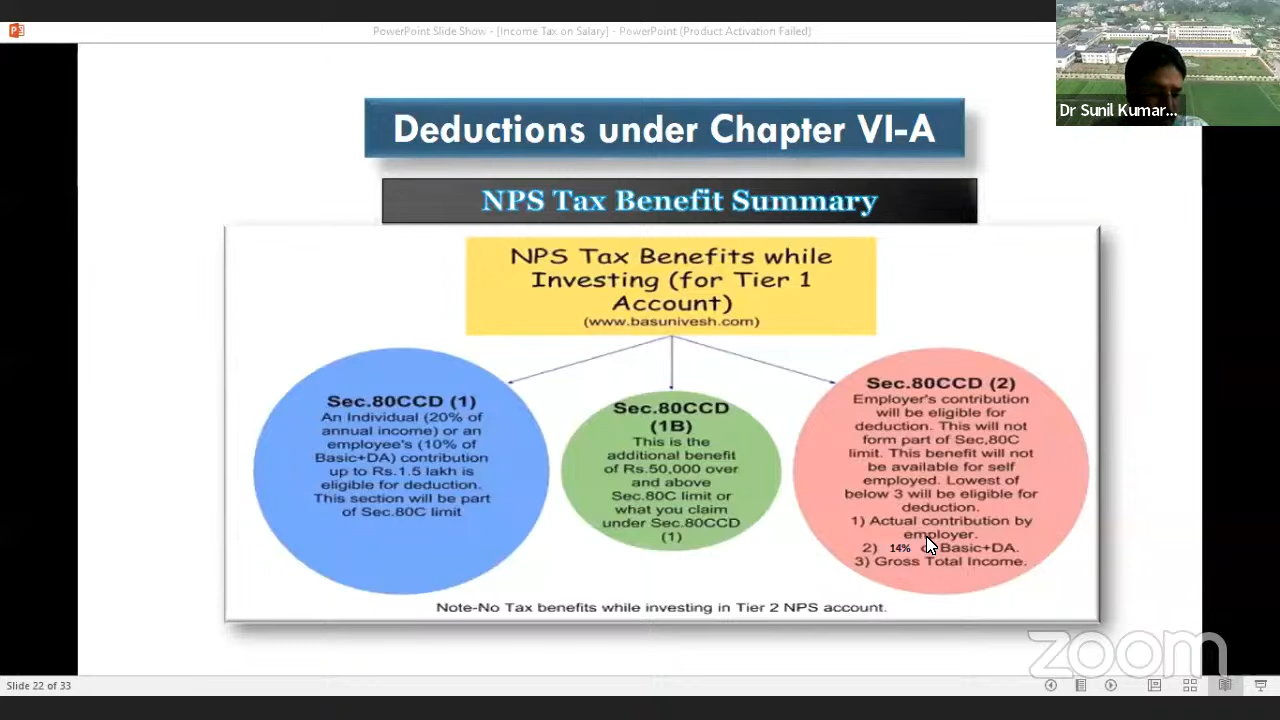 PowerPoint Slide Show - [Income Tax on Salary] - PowerPoint (Product Activation Failed)
Dr Sunil Kumar...
Deductions under Chapter VI-A
NPS Tax Benefit Summary
NPS Tax Benefits while
Investing (for Tier 1
Account)
(www.basunivesh.com)
Sec.80CCD (1)
An Individual (20% of
annual income) or an
employee's (10% of
Basic+DA) contribution
up to Rs.1.5 lakh is
eligible for deduction.
This section will be part
of Sec.80C limit
Sec.80CCD
(1B)
This is the
additional benefit
of Rs.50,000 over
and above
Sec.80C limit or
what you claim
under Sec.80CCD
(1)
Sec.80CCD (2)
Employer's contribution
will be eligible for
deduction. This will not
form part of Sec,80C
limit. This benefit will not
be available for self
employed. Lowest of
below 3 will be eligible for
deduction.
1) Actual contribution by
employer.
2) 14% Basic+DA.
3) Gross Total Income.
Note-No Tax benefits while investing in Tier 2 NPS account.
zoom
Slide 22 of 33